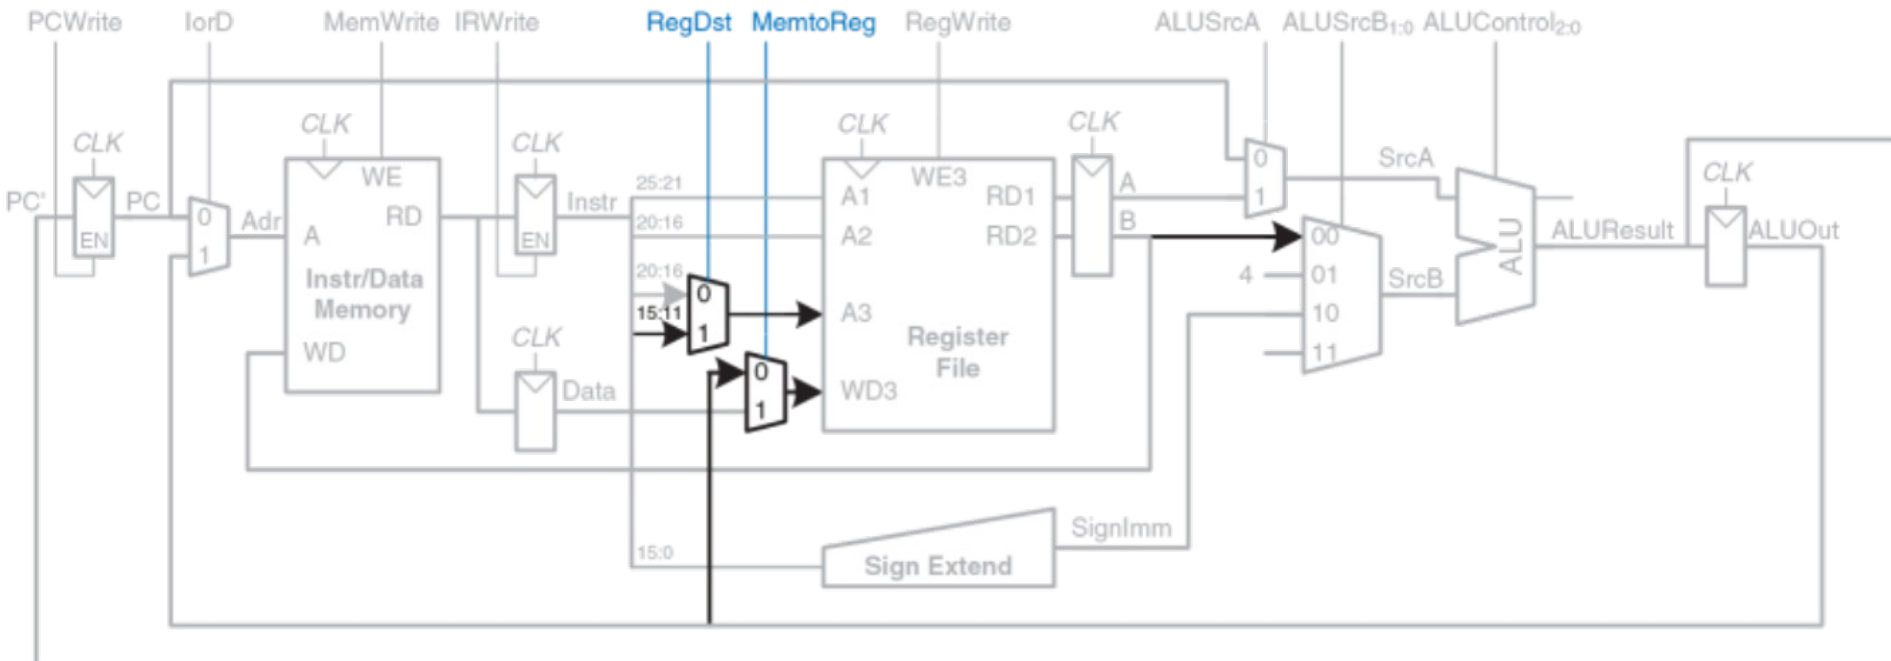 PCWrite IorD MemWrite IRWrite RegDst MemtoReg RegWrite ALUSrcA ALUSrcB1:0 ALUControl2:0
CLK CLK CLK CLK CLK CLK
PC' EN PC
0
1
Adr
WE
A RD
Instr/Data
Memory
WD
EN
Instr
CLK
Data
25:21
20:16
20:16
15:11
15:0
0
1
0
1
A1 WE3 RD1
A2 RD2
A3
Register
File
WD3
A
B
0
1
SrcA
00
4 01
10
11
SrcB
ALU
ALUResult
CLK
ALUOut
Sign Extend
SignImm